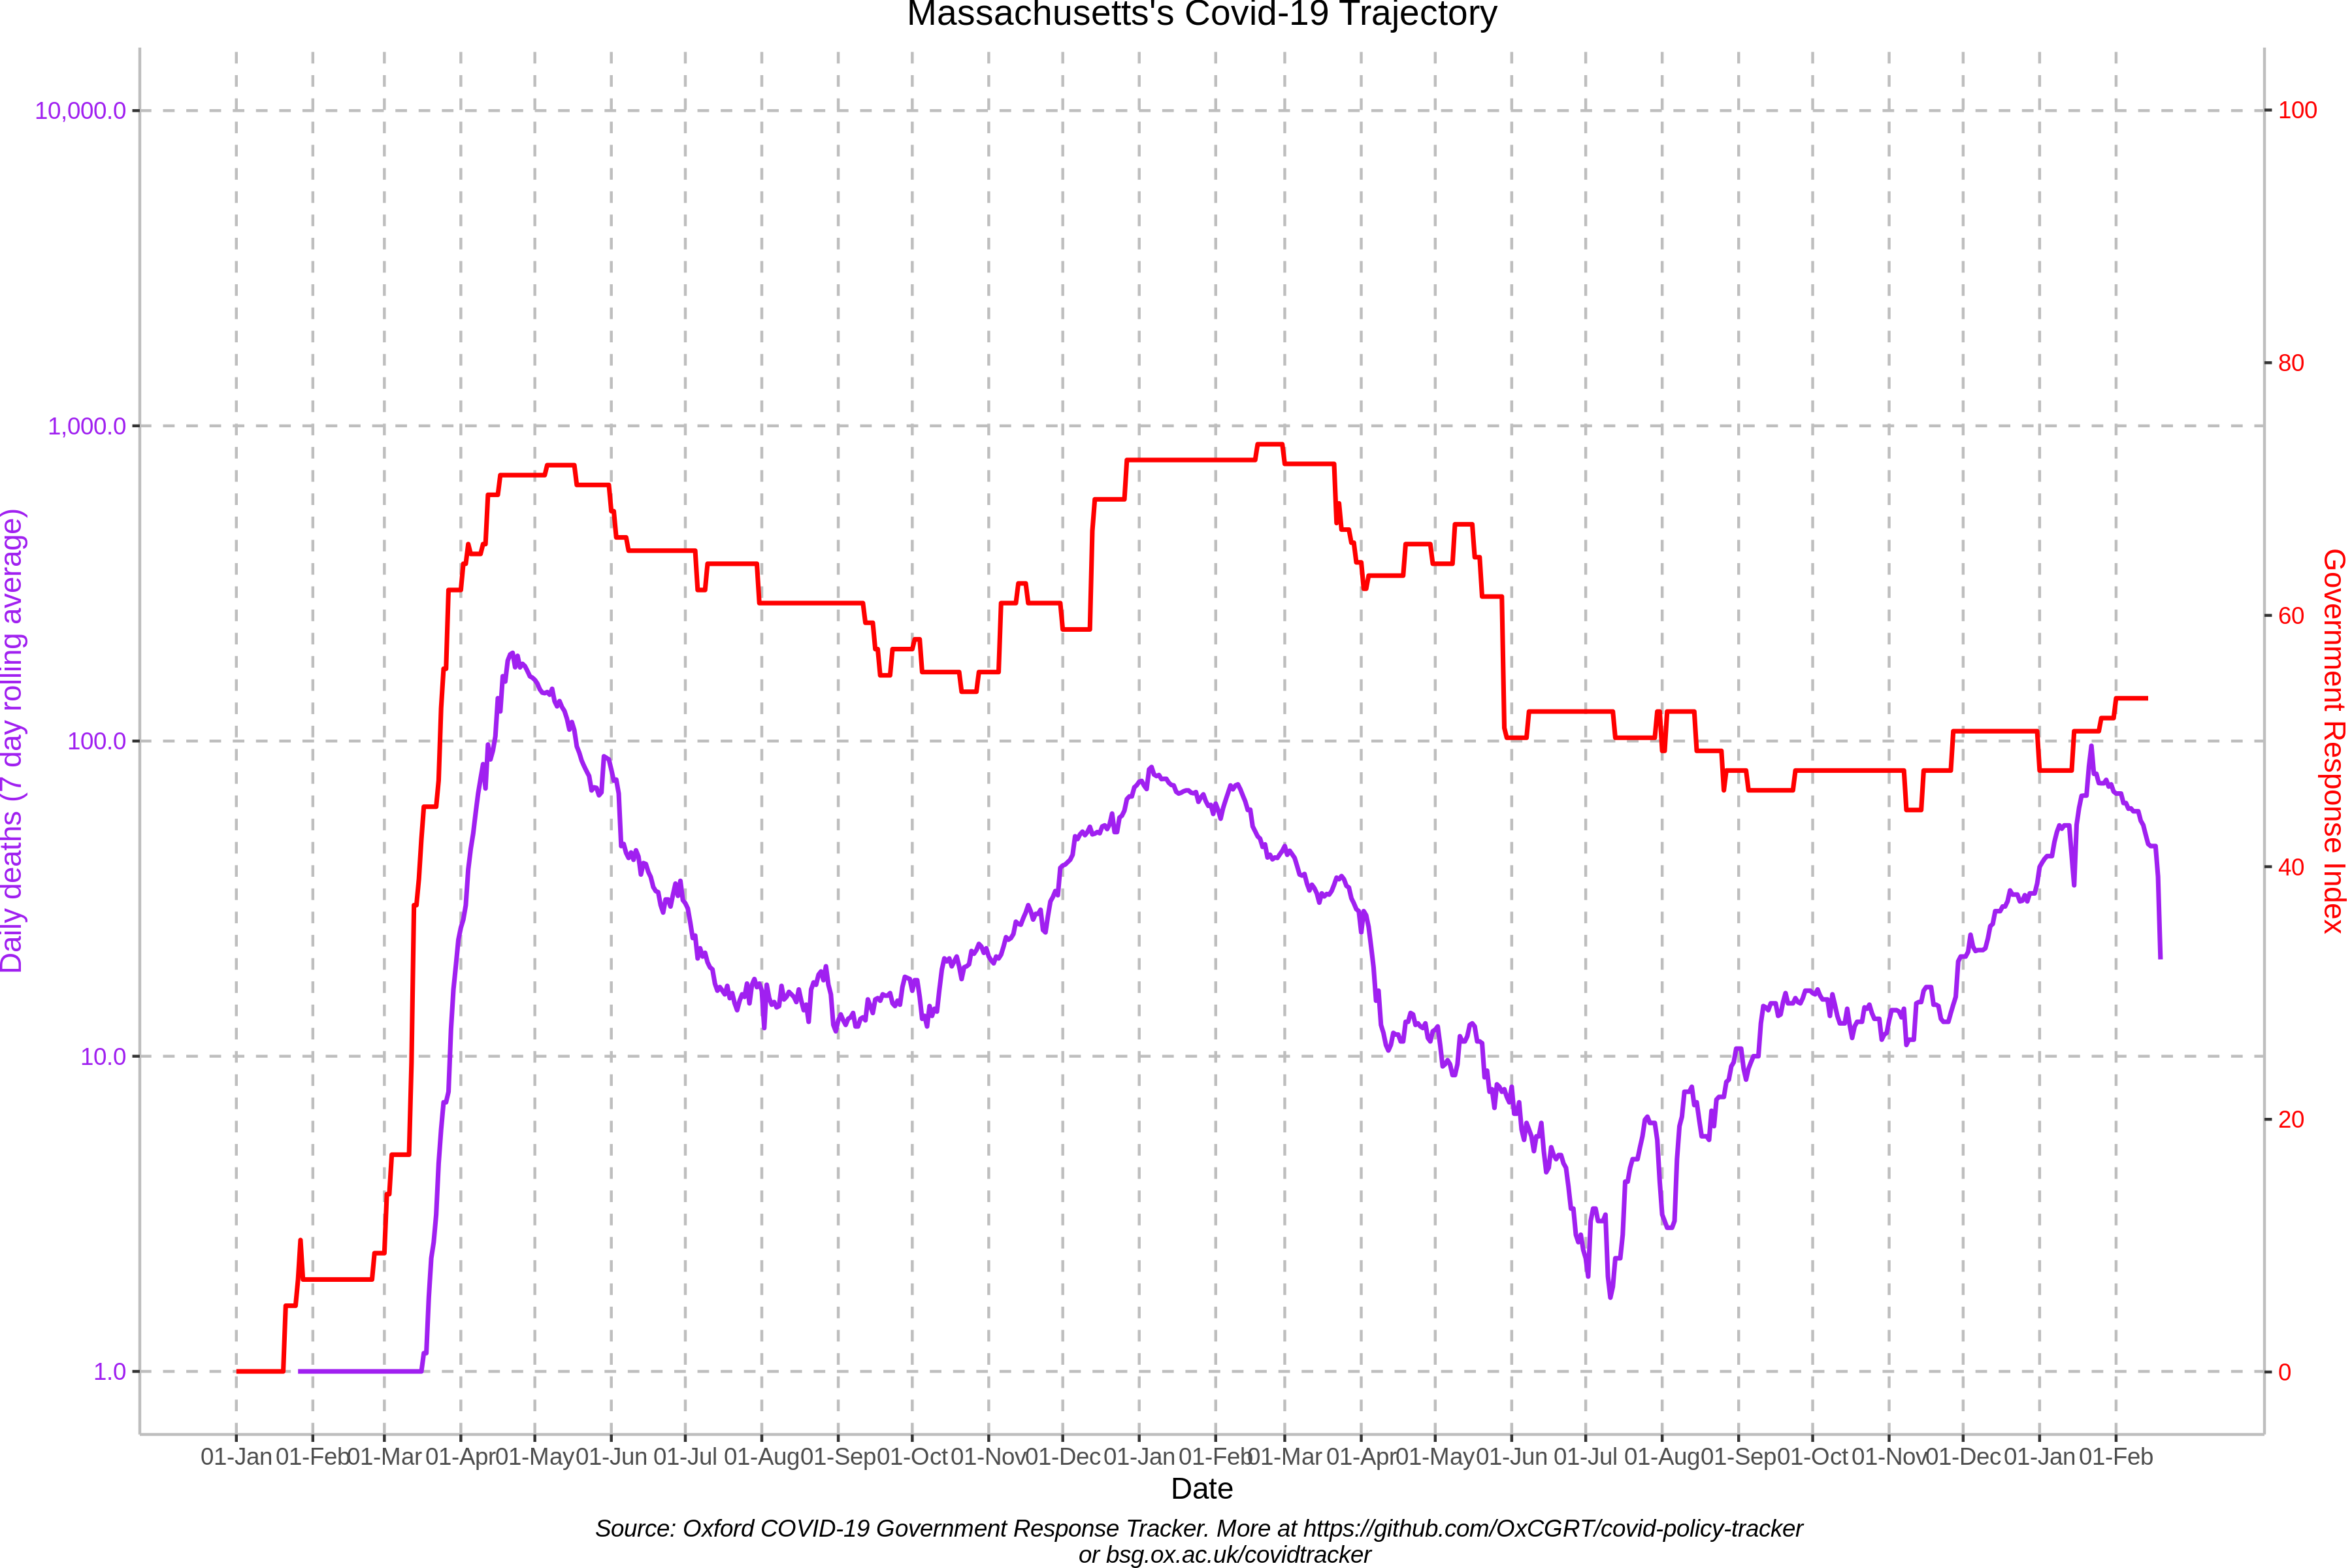 Massachusetts's Covid-19 Trajectory
10,000.0
1,000.0
100.0
10.0
1.0
Daily deaths (7 day rolling average)
100
80
60
40
20
0
Government Response Index
01-Jan 01-Feb 01-Mar 01-Apr 01-May 01-Jun 01-Jul 01-Aug 01-Sep 01-Oct 01-Nov 01-Dec 01-Jan 01-Feb 01-Mar 01-Apr 01-May 01-Jun 01-Jul 01-Aug 01-Sep 01-Oct 01-Nov 01-Dec 01-Jan 01-Feb
Date
Source: Oxford COVID-19 Government Response Tracker. More at https://github.com/OxCGRT/covid-policy-tracker
or bsg.ox.ac.uk/covidtracker